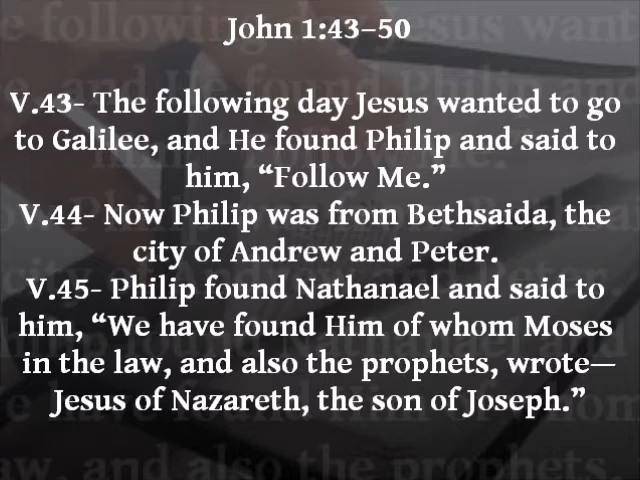 John 1:43–50
V.43- The following day Jesus wanted to go
to Galilee, and He found Philip and said to
him, “Follow Me.”
V.44- Now Philip was from Bethsaida, the
city of Andrew and Peter.
V.45- Philip found Nathanael and said to
him, “We have found Him of whom Moses
in the law, and also the prophets, wrote—
Jesus of Nazareth, the son of Joseph.”